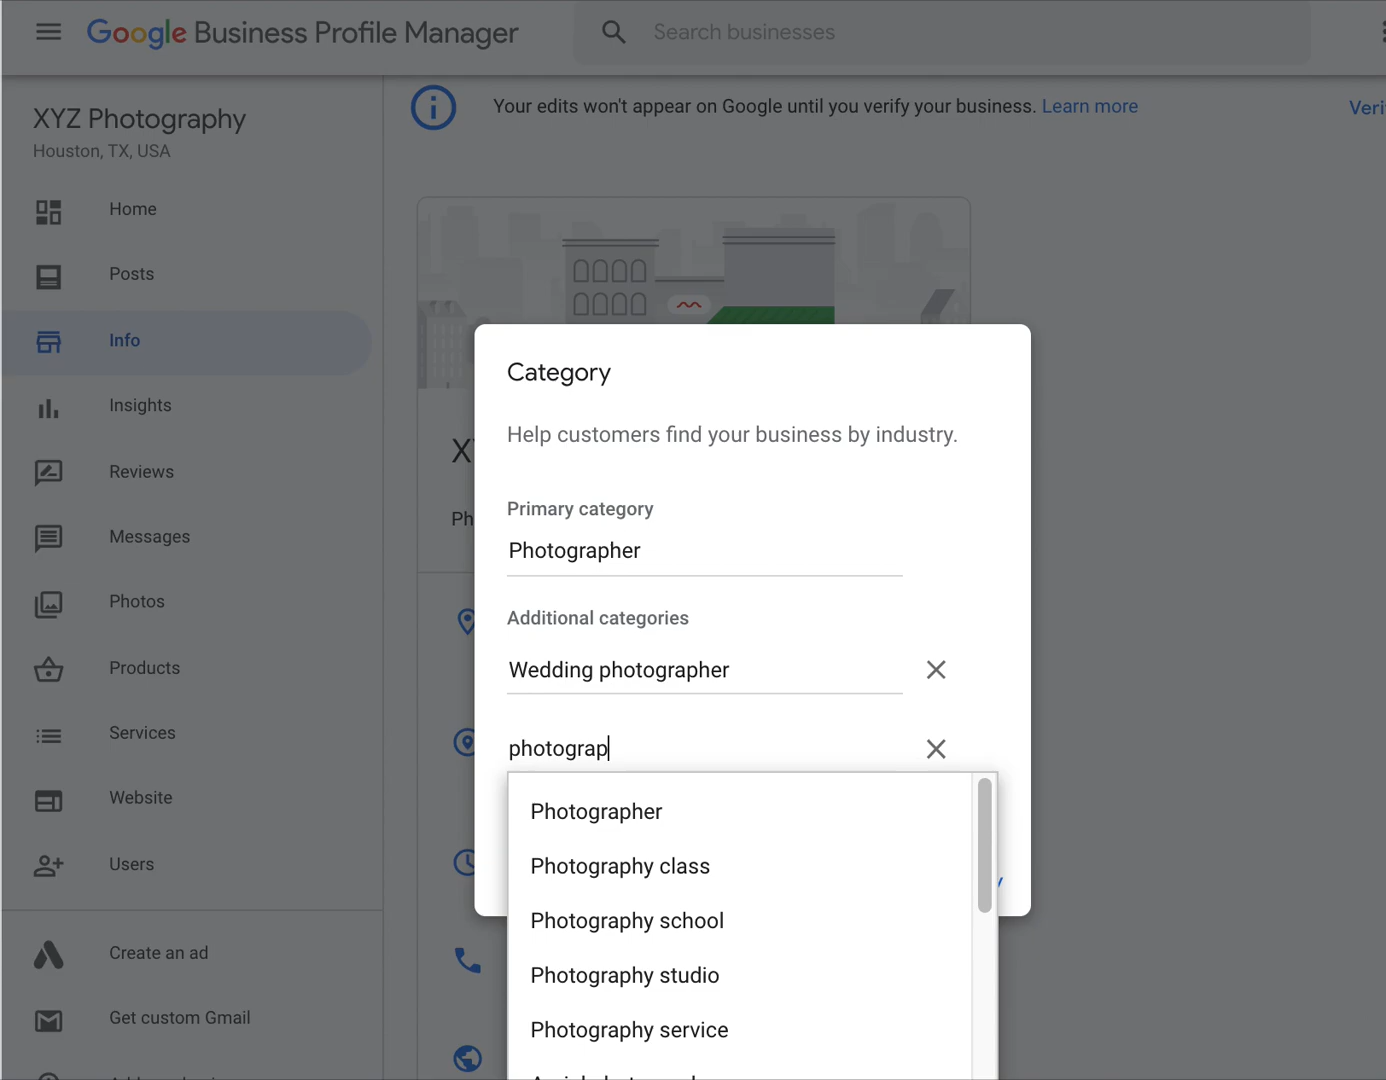 Google Business Profile Manager
Search businesses
XYZ Photography
Houston, TX, USA
Home
Posts
Info
Insights
Reviews
Messages
Photos
Products
Services
Website
Users
Create an ad
Get custom Gmail
Your edits won't appear on Google until you verify your business. Learn more
Veri
X
Ph
Category
Help customers find your business by industry.
Primary category
Photographer
Additional categories
Wedding photographer
photograp
Photographer
Photography class
Photography school
Photography studio
Photography service